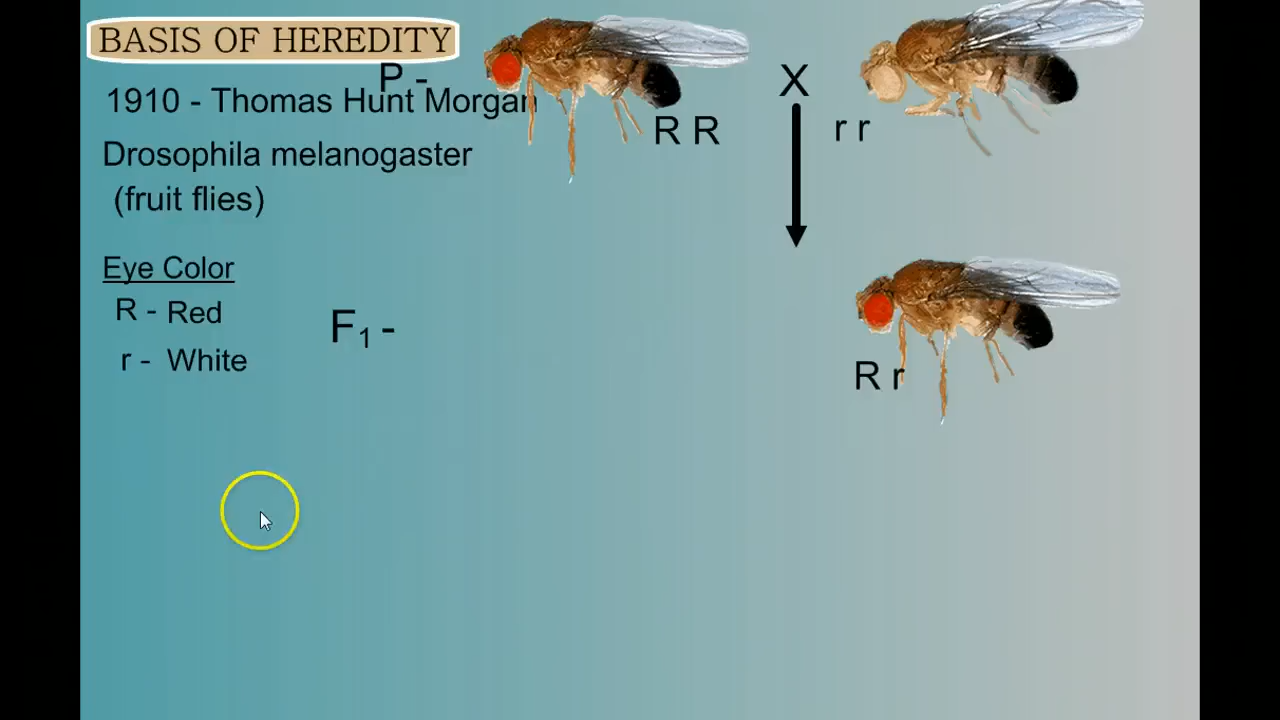 BASIS OF HEREDITY
P -
1910 - Thomas Hunt Morgan
X
R R
r r
Drosophila melanogaster
(fruit flies)
Eye Color
R - Red
F₁ -
r - White
R r